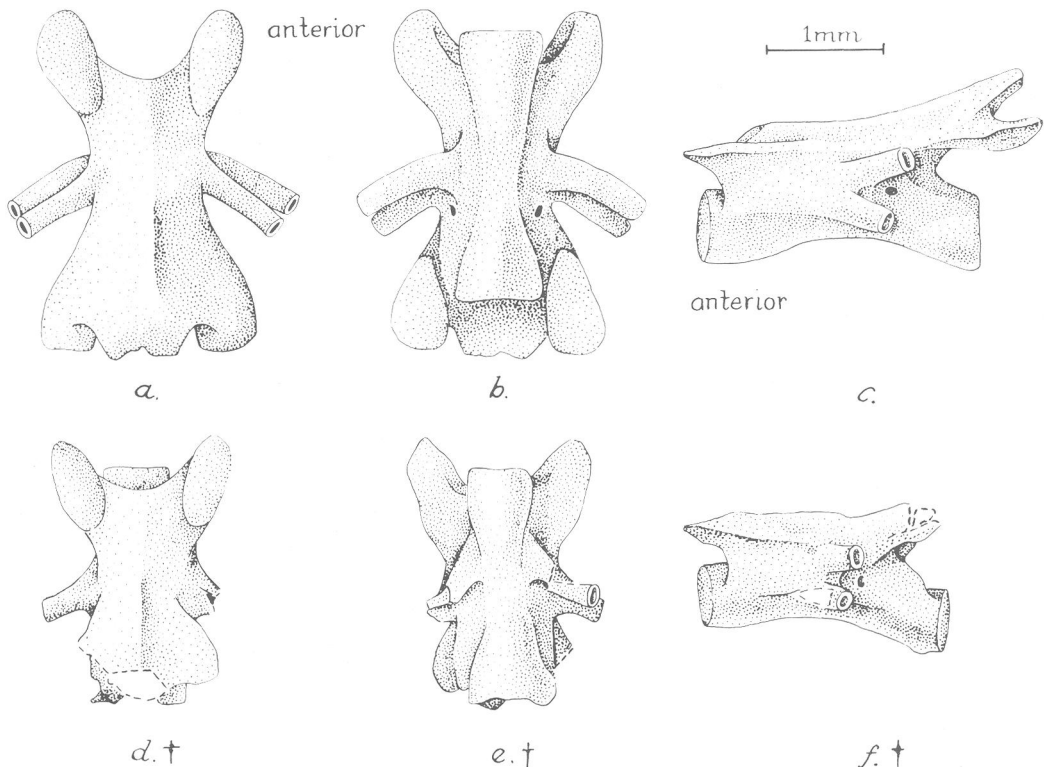 anterior
1mm
anterior
a.
b.
c.
d.†
e.†
f.†